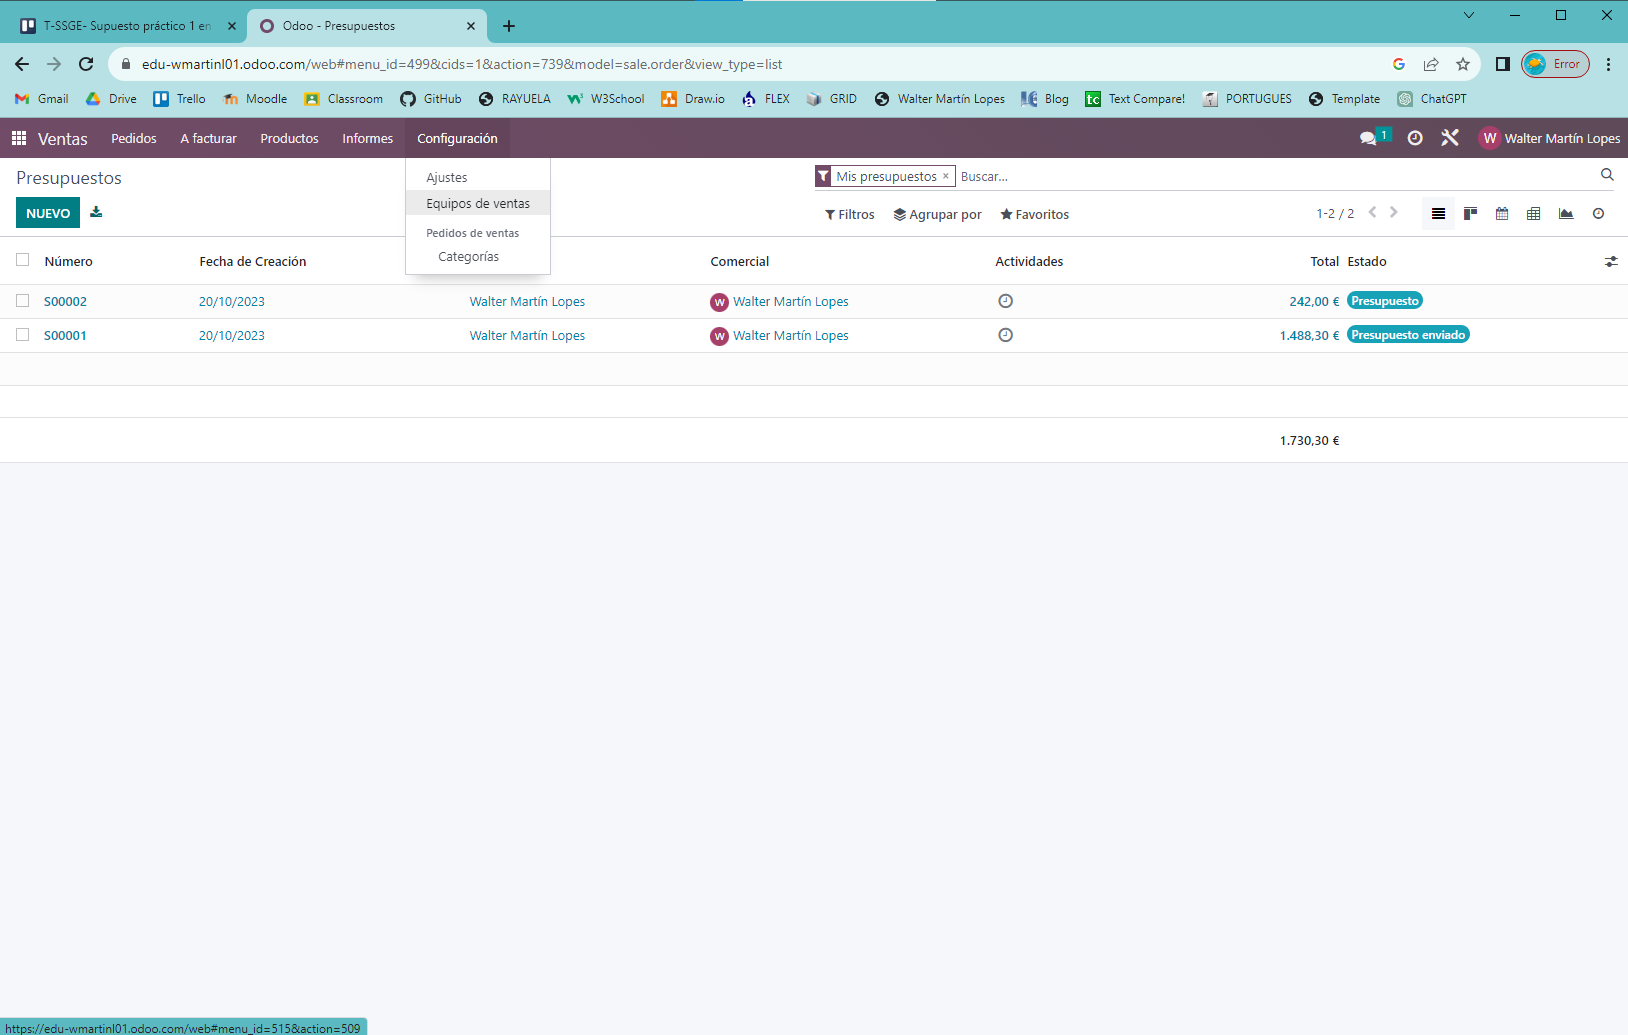 T-SSGE- Supuesto práctico 1 en
Odoo - Presupuestos
edu-wmartinl01.odoo.com/web#menu_id=499&cids=1&action=739&model=sale.order&view_type=list
Error
Gmail Drive Trello Moodle Classroom GitHub RAYUELA W3School Draw.io FLEX GRID Walter Martín Lopes Blog Text Compare! PORTUGUES Template ChatGPT
Ventas Pedidos A facturar Productos Informes Configuración 1 W Walter Martín Lopes
Presupuestos Ajustes Mis presupuestos × Buscar...
Equipos de ventas
NUEVO Filtros Agrupar por Favoritos 1-2 / 2
Pedidos de ventas
Categorías
Número Fecha de Creación Comercial Actividades Total Estado
S00002 20/10/2023 Walter Martín Lopes W Walter Martín Lopes 242,00 € Presupuesto
S00001 20/10/2023 Walter Martín Lopes W Walter Martín Lopes 1.488,30 € Presupuesto enviado
1.730,30 €
https://edu-wmartinl01.odoo.com/web#menu_id=515&action=509